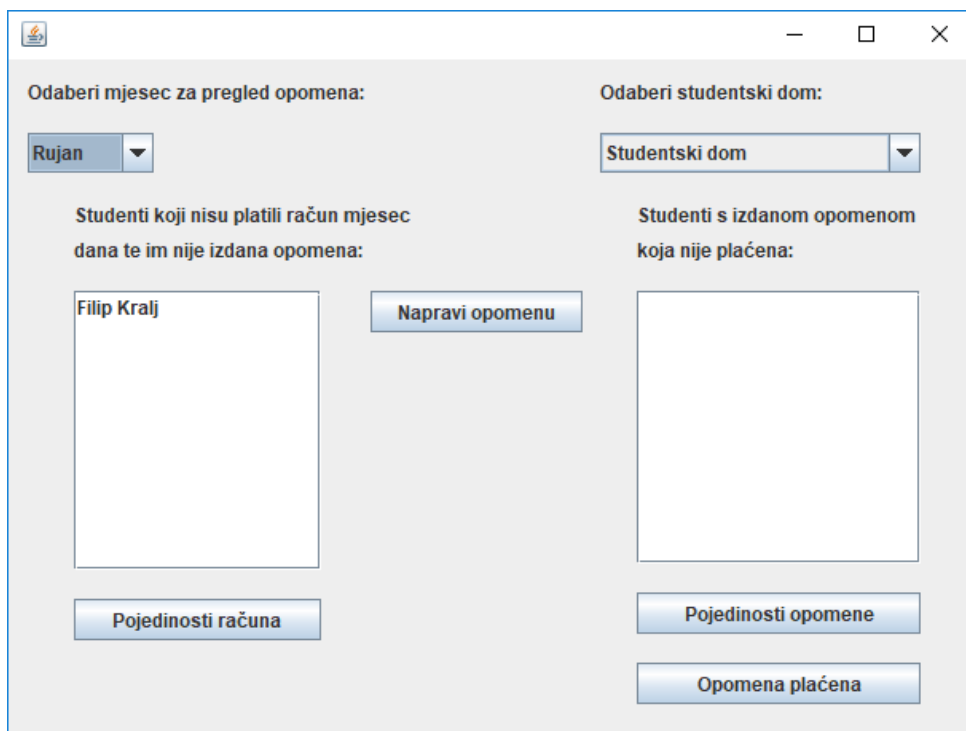 Odaberi mjesec za pregled opomena:
Odaberi studentski dom:
Rujan
Studentski dom
Studenti koji nisu platili račun mjesec
dana te im nije izdana opomena:
Studenti s izdanom opomenom
koja nije plaćena:
Filip Kralj
Napravi opomenu
Pojedinosti računa
Pojedinosti opomene
Opomena plaćena